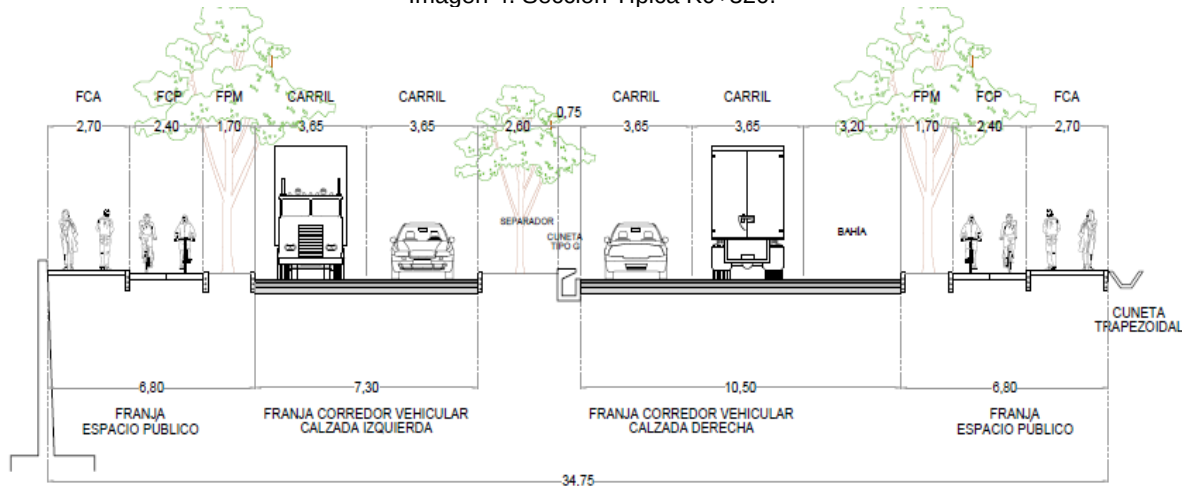 Imagen 4. Sección Típica K0+320.
FCA FCP FPM CARRIL CARRIL 0,75 CARRIL CARRIL FPM FCP FCA
2,70 2,40 1,70 3,65 3,65 2,60 3,65 3,65 3,20 1,70 2,40 2,70
SEPARADOR
CUNETA
TIPO G
BAHÍA
CUNETA
TRAPEZOIDAL
6,80 7,30 10,50 6,80
FRANJA
ESPACIO PÚBLICO
FRANJA CORREDOR VEHICULAR
CALZADA IZQUIERDA
FRANJA CORREDOR VEHICULAR
CALZADA DERECHA
FRANJA
ESPACIO PÚBLICO
34,75